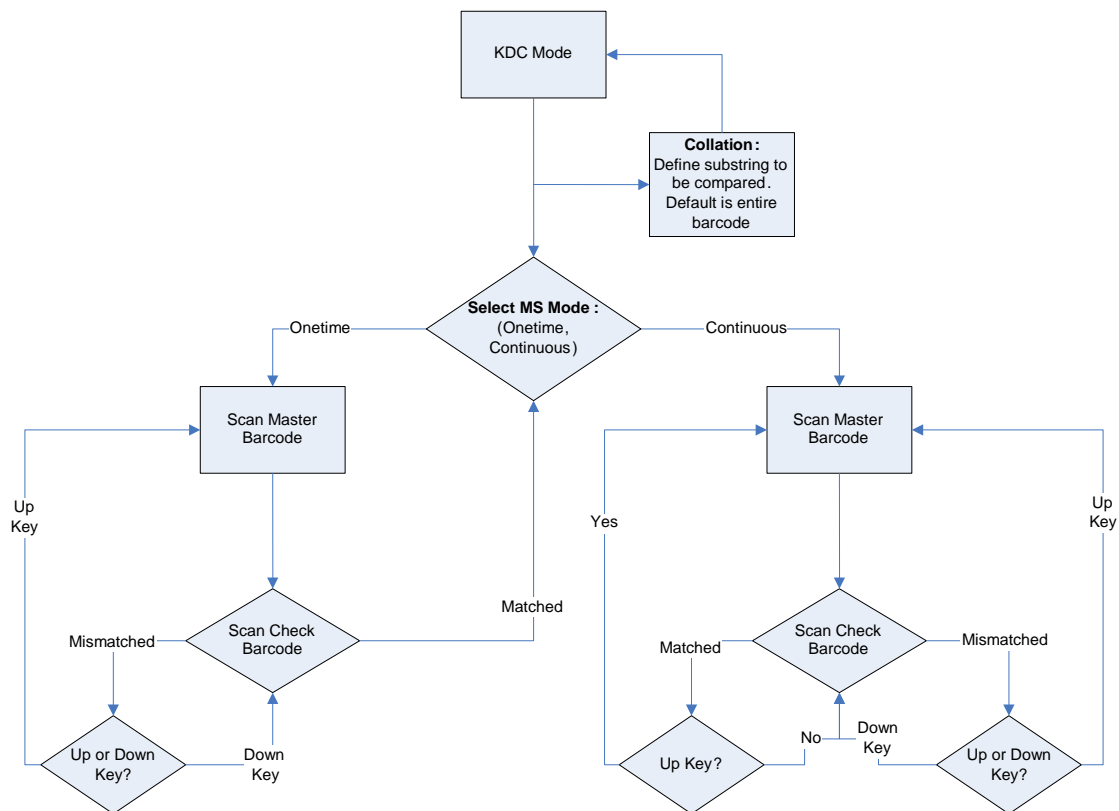 KDC Mode
Collation :
Define substring to
be compared.
Default is entire
barcode
Select MS Mode :
(Onetime,
Continuous)
Onetime
Continuous
Scan Master
Barcode
Scan Master
Barcode
Up
Key
Yes
Up
Key
Matched
Scan Check
Barcode
Mismatched
Scan Check
Barcode
Matched
Mismatched
Up or Down
Key?
Down
Key
Up Key?
No
Down
Key
Up or Down
Key?